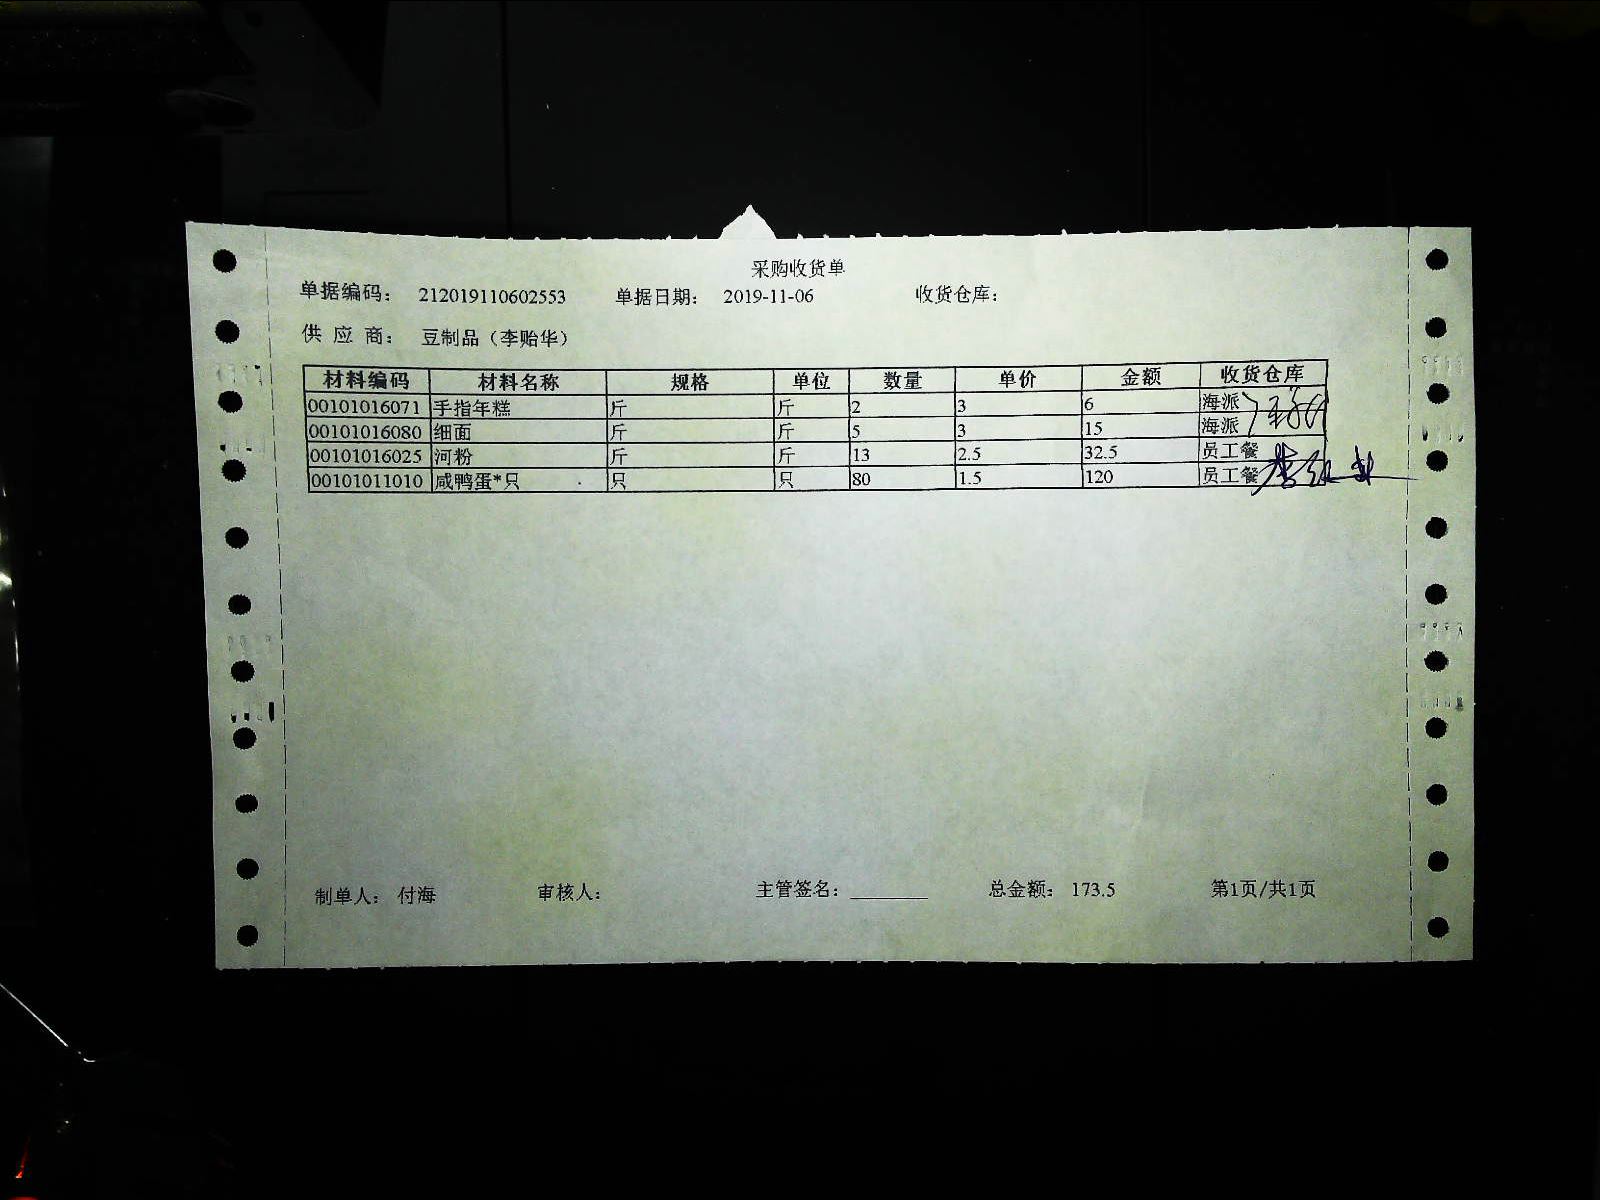 采购收货单
单据编码： 212019110602553 单据日期： 2019-11-06 收货仓库：
供 应 商： 豆制品（李贻华）
材料编码 材料名称 规格 单位 数量 单价 金额 收货仓库
00101016071 手指年糕 斤 斤 2 3 6 海派
00101016080 细面 斤 斤 5 3 15 海派
00101016025 河粉 斤 斤 13 2.5 32.5 员工餐
00101011010 咸鸭蛋*只 只 只 80 1.5 120 员工餐
制单人： 付海 审核人： 主管签名： 总金额： 173.5 第1页/共1页